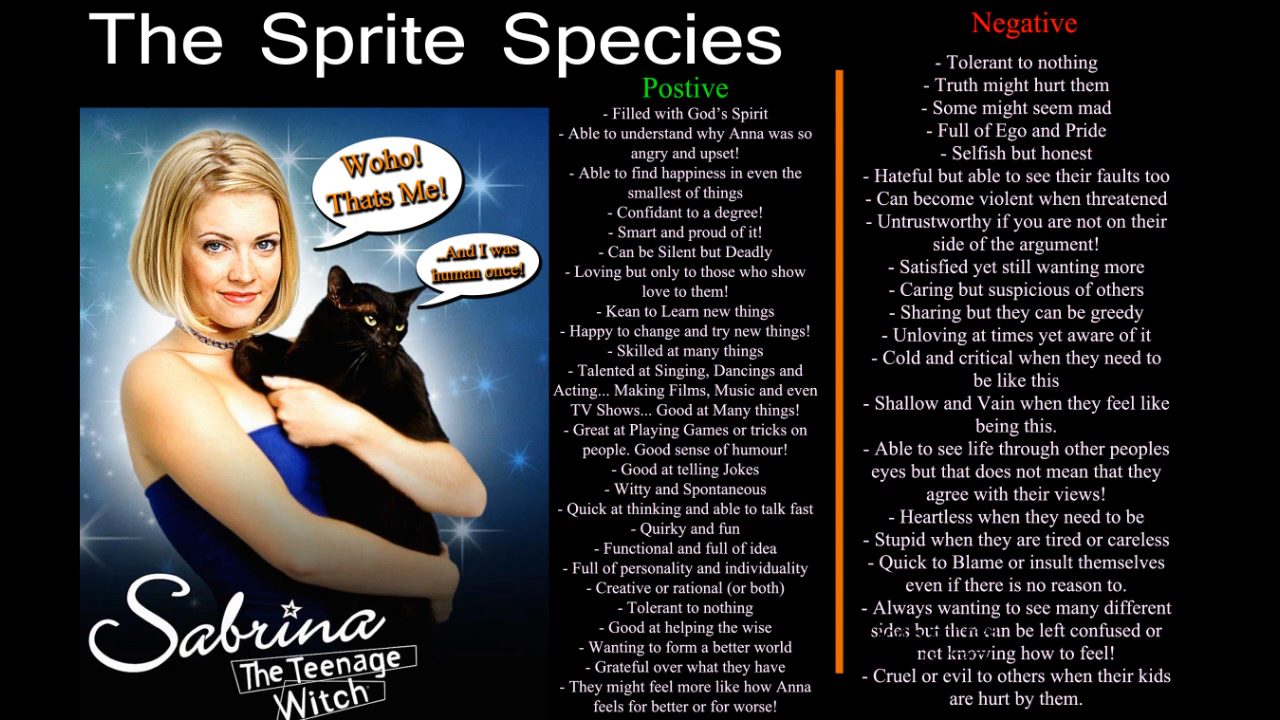 The Sprite Species
Woho!
Thats Me!
..And I was
human once!
Sabrina
The Teenage
Witch
Postive
- Filled with God’s Spirit
- Able to understand why Anna was so
angry and upset!
- Able to find happiness in even the
smallest of things
- Confidant to a degree!
- Smart and proud of it!
- Can be Silent but Deadly
- Loving but only to those who show
love to them!
- Kean to Learn new things
- Happy to change and try new things!
- Skilled at many things
- Talented at Singing, Dancings and
Acting... Making Films, Music and even
TV Shows... Good at Many things!
- Great at Playing Games or tricks on
people. Good sense of humour!
- Good at telling Jokes
- Witty and Spontaneous
- Quick at thinking and able to talk fast
- Quirky and fun
- Functional and full of idea
- Full of personality and individuality
- Creative or rational (or both)
- Tolerant to nothing
- Good at helping the wise
- Wanting to form a better world
- Grateful over what they have
- They might feel more like how Anna
feels for better or for worse!
Negative
- Tolerant to nothing
- Truth might hurt them
- Some might seem mad
- Full of Ego and Pride
- Selfish but honest
- Hateful but able to see their faults too
- Can become violent when threatened
- Untrustworthy if you are not on their
side of the argument!
- Satisfied yet still wanting more
- Caring but suspicious of others
- Sharing but they can be greedy
- Unloving at times yet aware of it
- Cold and critical when they need to
be like this
- Shallow and Vain when they feel like
being this.
- Able to see life through other peoples
eyes but that does not mean that they
agree with their views!
- Heartless when they need to be
- Stupid when they are tired or careless
- Quick to Blame or insult themselves
even if there is no reason to.
- Always wanting to see many different
sides but then can be left confused or
not knowing how to feel!
- Cruel or evil to others when their kids
are hurt by them.